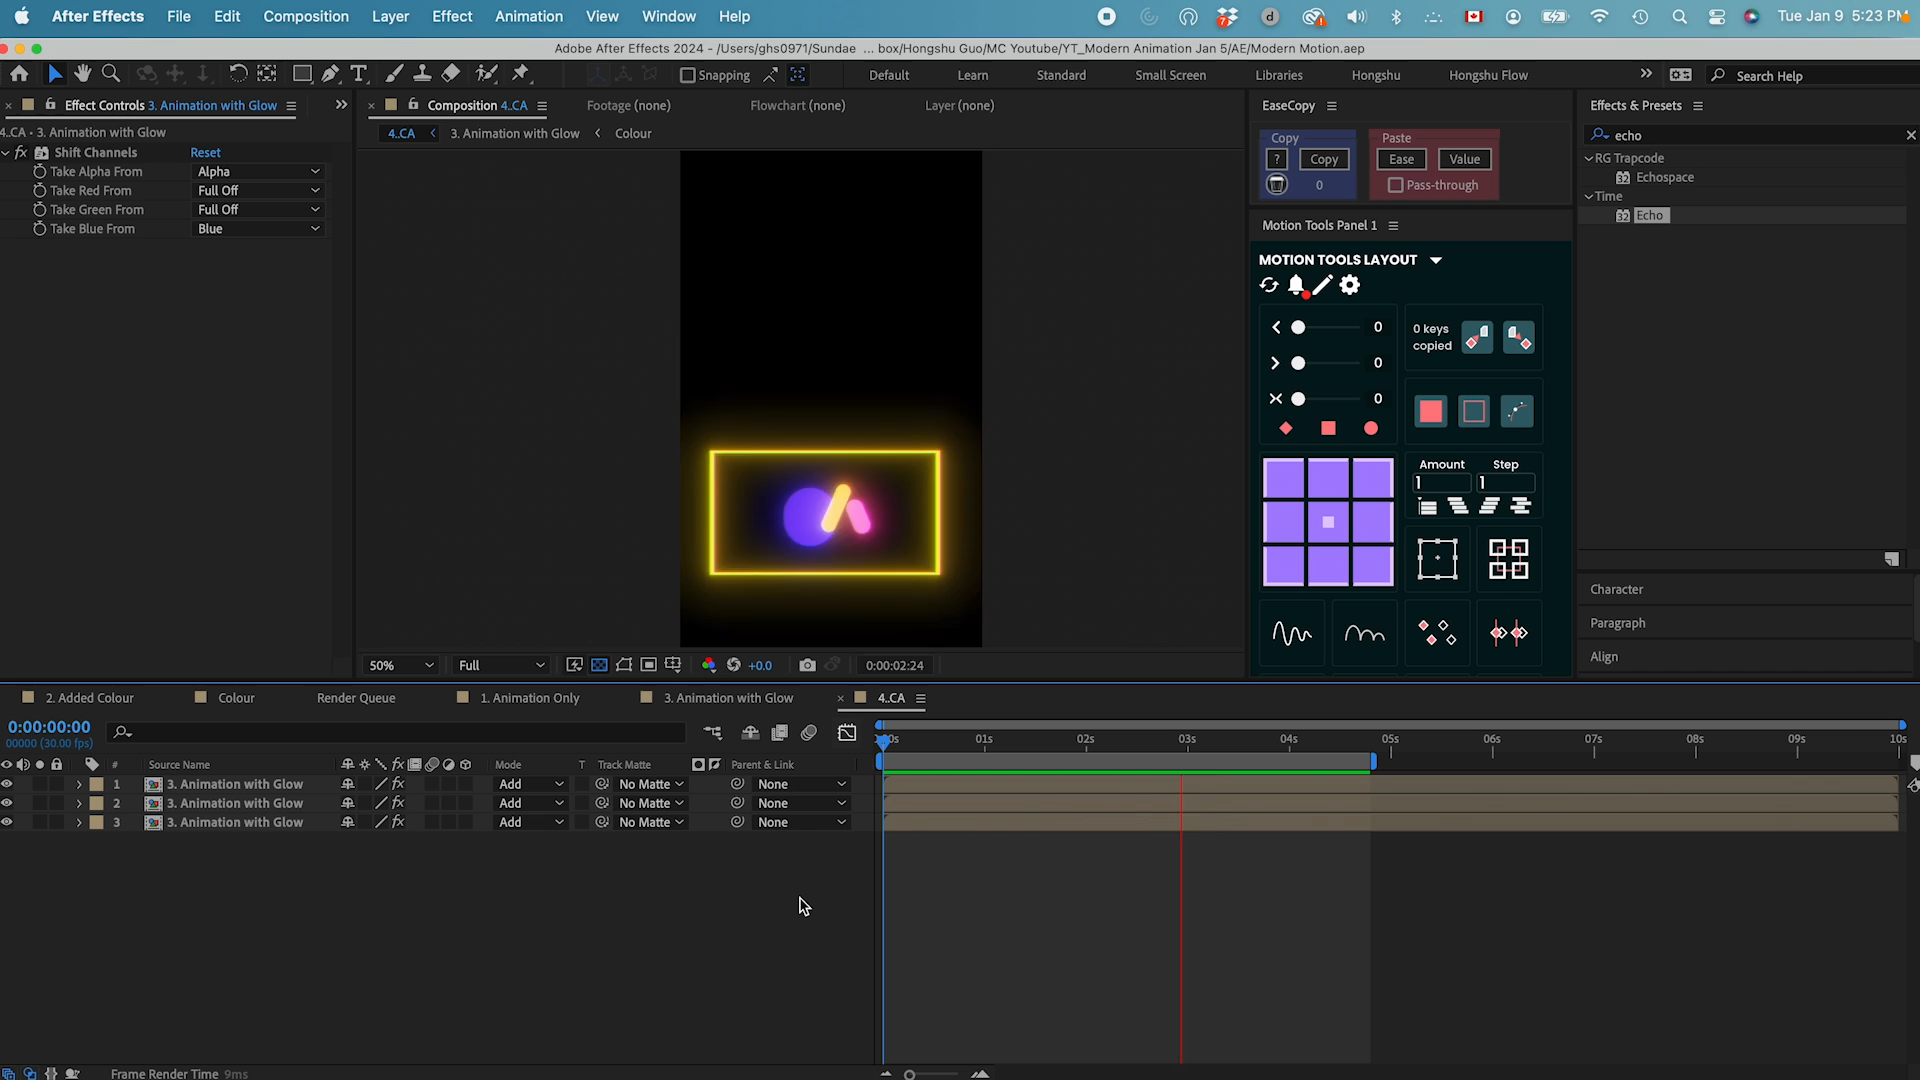 After Effects File Edit Composition Layer Effect Animation View Window Help 7 d Tue Jan 9 5:23 PM
Adobe After Effects 2024 - /Users/ghs0971/Sundae ... box/Hongshu Guo/MC Youtube/YT_Modern Animation Jan 5/AE/Modern Motion.aep
Snapping Default Learn Standard Small Screen Libraries Hongshu Hongshu Flow Search Help
Effect Controls 3. Animation with Glow Composition 4..CA Footage (none) Flowchart (none) Layer (none) EaseCopy Effects & Presets
4..CA • 3. Animation with Glow 4..CA 3. Animation with Glow Colour
fx Shift Channels Reset
Take Alpha From Alpha
Take Red From Full Off
Take Green From Full Off
Take Blue From Blue
Copy Paste
? Copy Ease Value
0 Pass-through
echo
RG Trapcode
32 Echospace
Time
32 Echo
Motion Tools Panel 1
MOTION TOOLS LAYOUT
0
0
0
0 keys
copied
Amount Step
1 1
Character
Paragraph
Align
50% Full +0.0 0:00:02:24
2. Added Colour Colour Render Queue 1. Animation Only 3. Animation with Glow 4..CA
0:00:00:00
00000 (30.00 fps)
0s 01s 02s 03s 04s 05s 06s 07s 08s 09s 10s
# Source Name fx Mode T Track Matte Parent & Link
1 3. Animation with Glow fx Add No Matte None
2 3. Animation with Glow fx Add No Matte None
3 3. Animation with Glow fx Add No Matte None
Frame Render Time 9ms